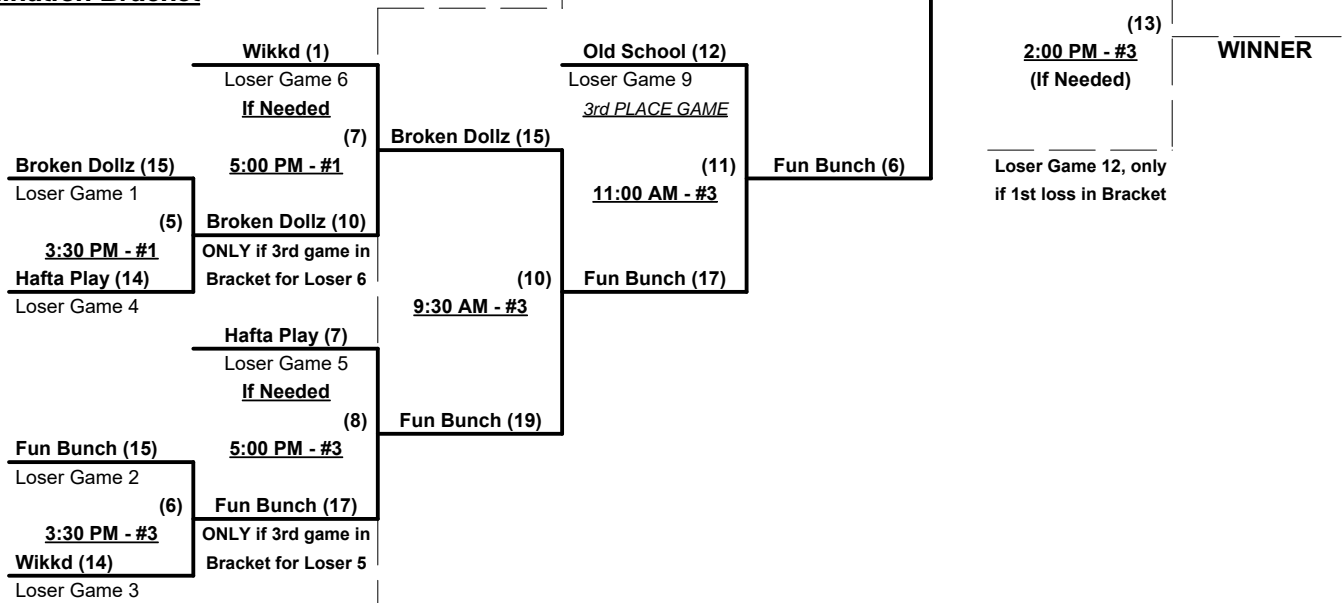 Wikkd (1)
Loser Game 6
If Needed
(7)
5:00 PM - #1
Broken Dollz (15)
Loser Game 1
(5)
3:30 PM - #1
Hafta Play (14)
Loser Game 4
Broken Dollz (10)
ONLY if 3rd game in
Bracket for Loser 6
Hafta Play (7)
Loser Game 5
If Needed
(8)
5:00 PM - #3
Fun Bunch (15)
Loser Game 2
(6)
3:30 PM - #3
Wikkd (14)
Loser Game 3
Fun Bunch (17)
ONLY if 3rd game in
Bracket for Loser 5
Broken Dollz (15)
(10)
9:30 AM - #3
Fun Bunch (19)
Old School (12)
Loser Game 9
3rd PLACE GAME
(11)
11:00 AM - #3
Fun Bunch (17)
Fun Bunch (6)
(13)
2:00 PM - #3
(If Needed)
WINNER
Loser Game 12, only
if 1st loss in Bracket